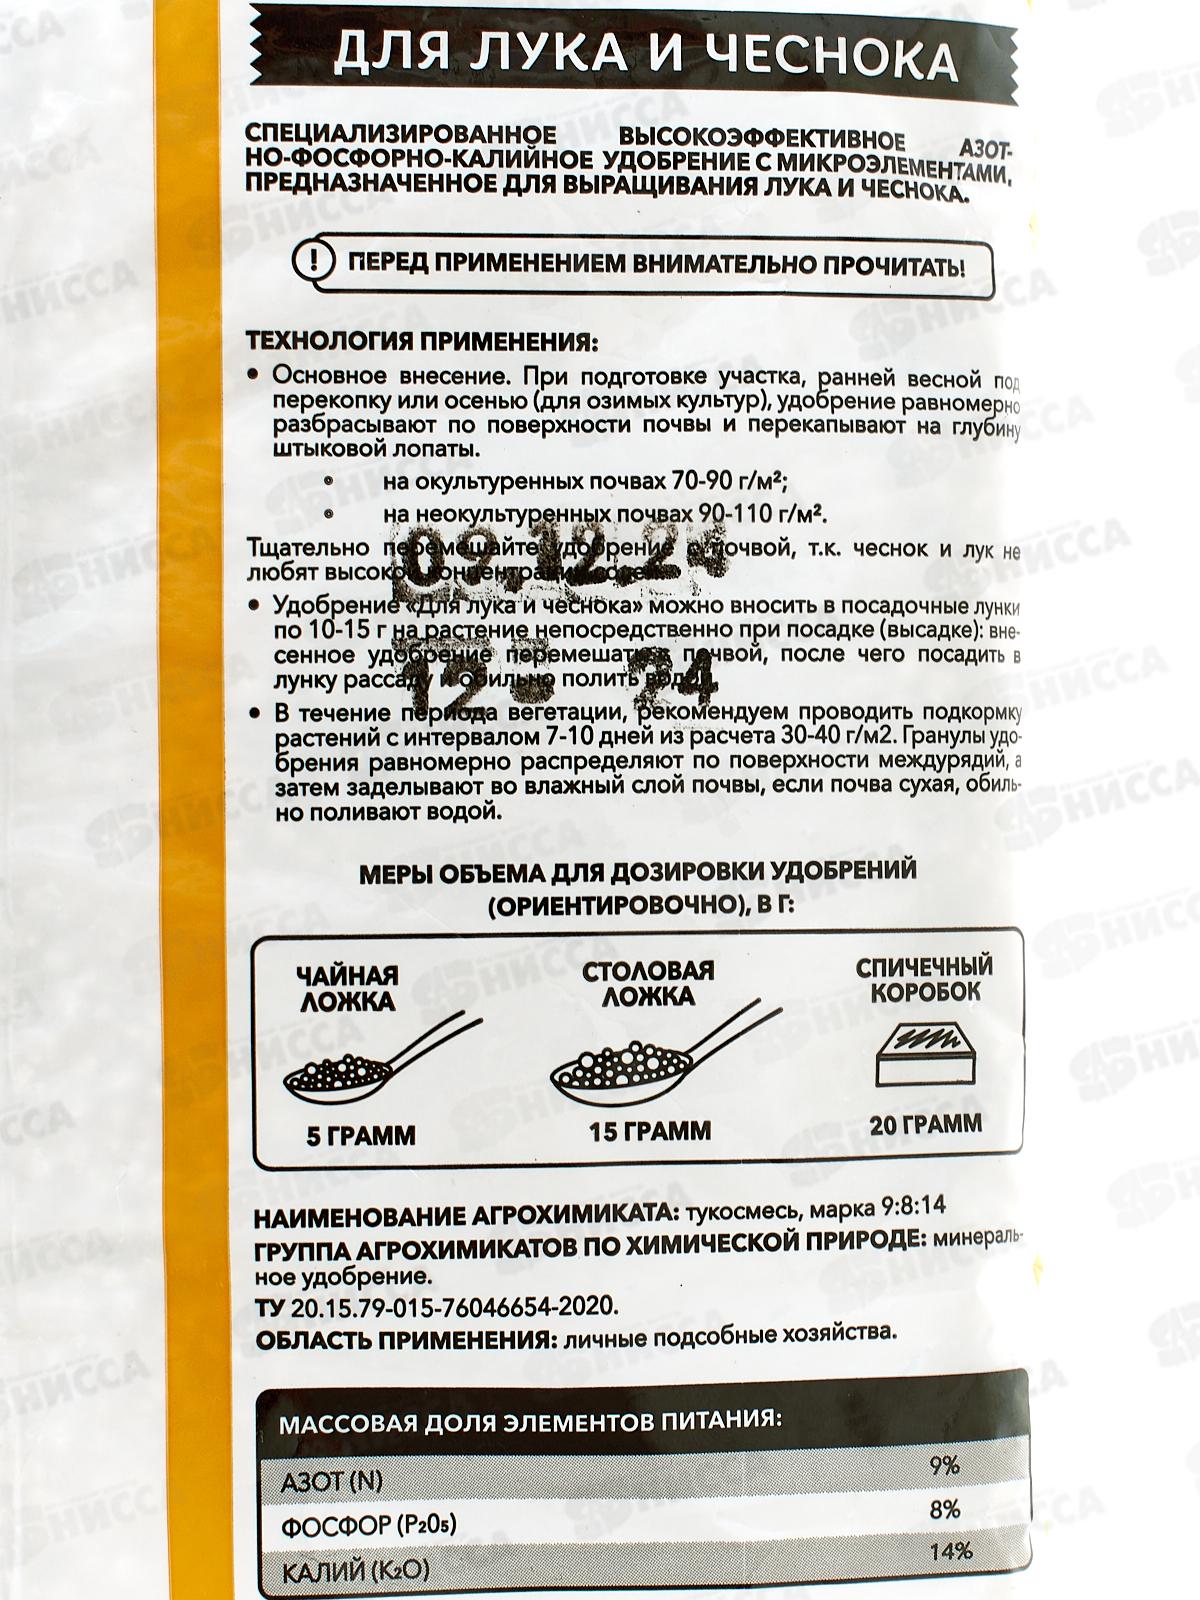 ДЛЯ ЛУКА И ЧЕСНОКА
СПЕЦИАЛИЗИРОВАННОЕ ВЫСОКОЭФФЕКТИВНОЕ АЗОТ-
НО-ФОСФОРНО-КАЛИЙНОЕ УДОБРЕНИЕ С МИКРОЭЛЕМЕНТАМИ,
ПРЕДНАЗНАЧЕННОЕ ДЛЯ ВЫРАЩИВАНИЯ ЛУКА И ЧЕСНОКА.
! ПЕРЕД ПРИМЕНЕНИЕМ ВНИМАТЕЛЬНО ПРОЧИТАТЬ!
ТЕХНОЛОГИЯ ПРИМЕНЕНИЯ:
• Основное внесение. При подготовке участка, ранней весной под
перекопку или осенью (для озимых культур), удобрение равномерно
разбрасывают по поверхности почвы и перекапывают на глубину
штыковой лопаты.
• на окультуренных почвах 70-90 г/м²;
• на неокультуренных почвах 90-110 г/м².
Тщательно перемешайте удобрение с почвой, т.к. чеснок и лук не
любят высокой концентрации солей.
09.12.24
• Удобрение «Для лука и чеснока» можно вносить в посадочные лунки
по 10-15 г на растение непосредственно при посадке (высадке): вне-
сенное удобрение перемешать с почвой, после чего посадить в
лунку рассаду и обильно полить водой.
12 - 24
• В течение периода вегетации, рекомендуем проводить подкормку
растений с интервалом 7-10 дней из расчета 30-40 г/м2. Гранулы удо-
брения равномерно распределяют по поверхности междурядий, а
затем заделывают во влажный слой почвы, если почва сухая, обиль-
но поливают водой.
МЕРЫ ОБЪЕМА ДЛЯ ДОЗИРОВКИ УДОБРЕНИЙ
(ОРИЕНТИРОВОЧНО), В Г:
ЧАЙНАЯ
ЛОЖКА
5 ГРАММ
СТОЛОВАЯ
ЛОЖКА
15 ГРАММ
СПИЧЕЧНЫЙ
КОРОБОК
20 ГРАММ
НАИМЕНОВАНИЕ АГРОХИМИКАТА: тукосмесь, марка 9:8:14
ГРУППА АГРОХИМИКАТОВ ПО ХИМИЧЕСКОЙ ПРИРОДЕ: минераль-
ное удобрение.
ТУ 20.15.79-015-76046654-2020.
ОБЛАСТЬ ПРИМЕНЕНИЯ: личные подсобные хозяйства.
МАССОВАЯ ДОЛЯ ЭЛЕМЕНТОВ ПИТАНИЯ:
АЗОТ (N) 9%
ФОСФОР (P₂O₅) 8%
КАЛИЙ (K₂O) 14%